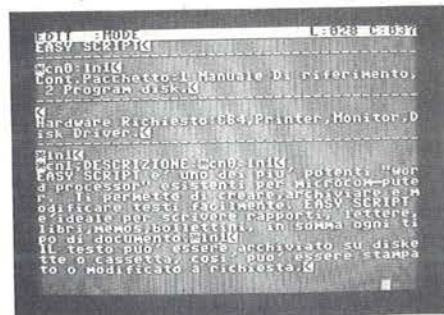 EDIT :MODE L:028 C:037
EASY SCRIPT
cn0:ln1
Cont.Pacchetto:1 Manuale Di riferimento,
2 Program disk.
Hardware Richiesto:C64,Printer,Monitor,D
isk Driver.
ln1
cn1;DESCRIZIONE:cn0:ln1
EASY SCRIPT e' uno dei piu' potenti "wor
d processor" esistenti per microcom-pute
r. Ti permette di creare,archiviare e m
odificare testi facilmente. EASY SCRIPT
e'ideale per scrivere rapporti, lettere,
libri,memos,bollettini, in somma ogni ti
po di documento.ln1
IL testo puo' essere archiviato su diske
tte o cassetta, cosi' puo' essere stampa
to o modificato a richiesta.